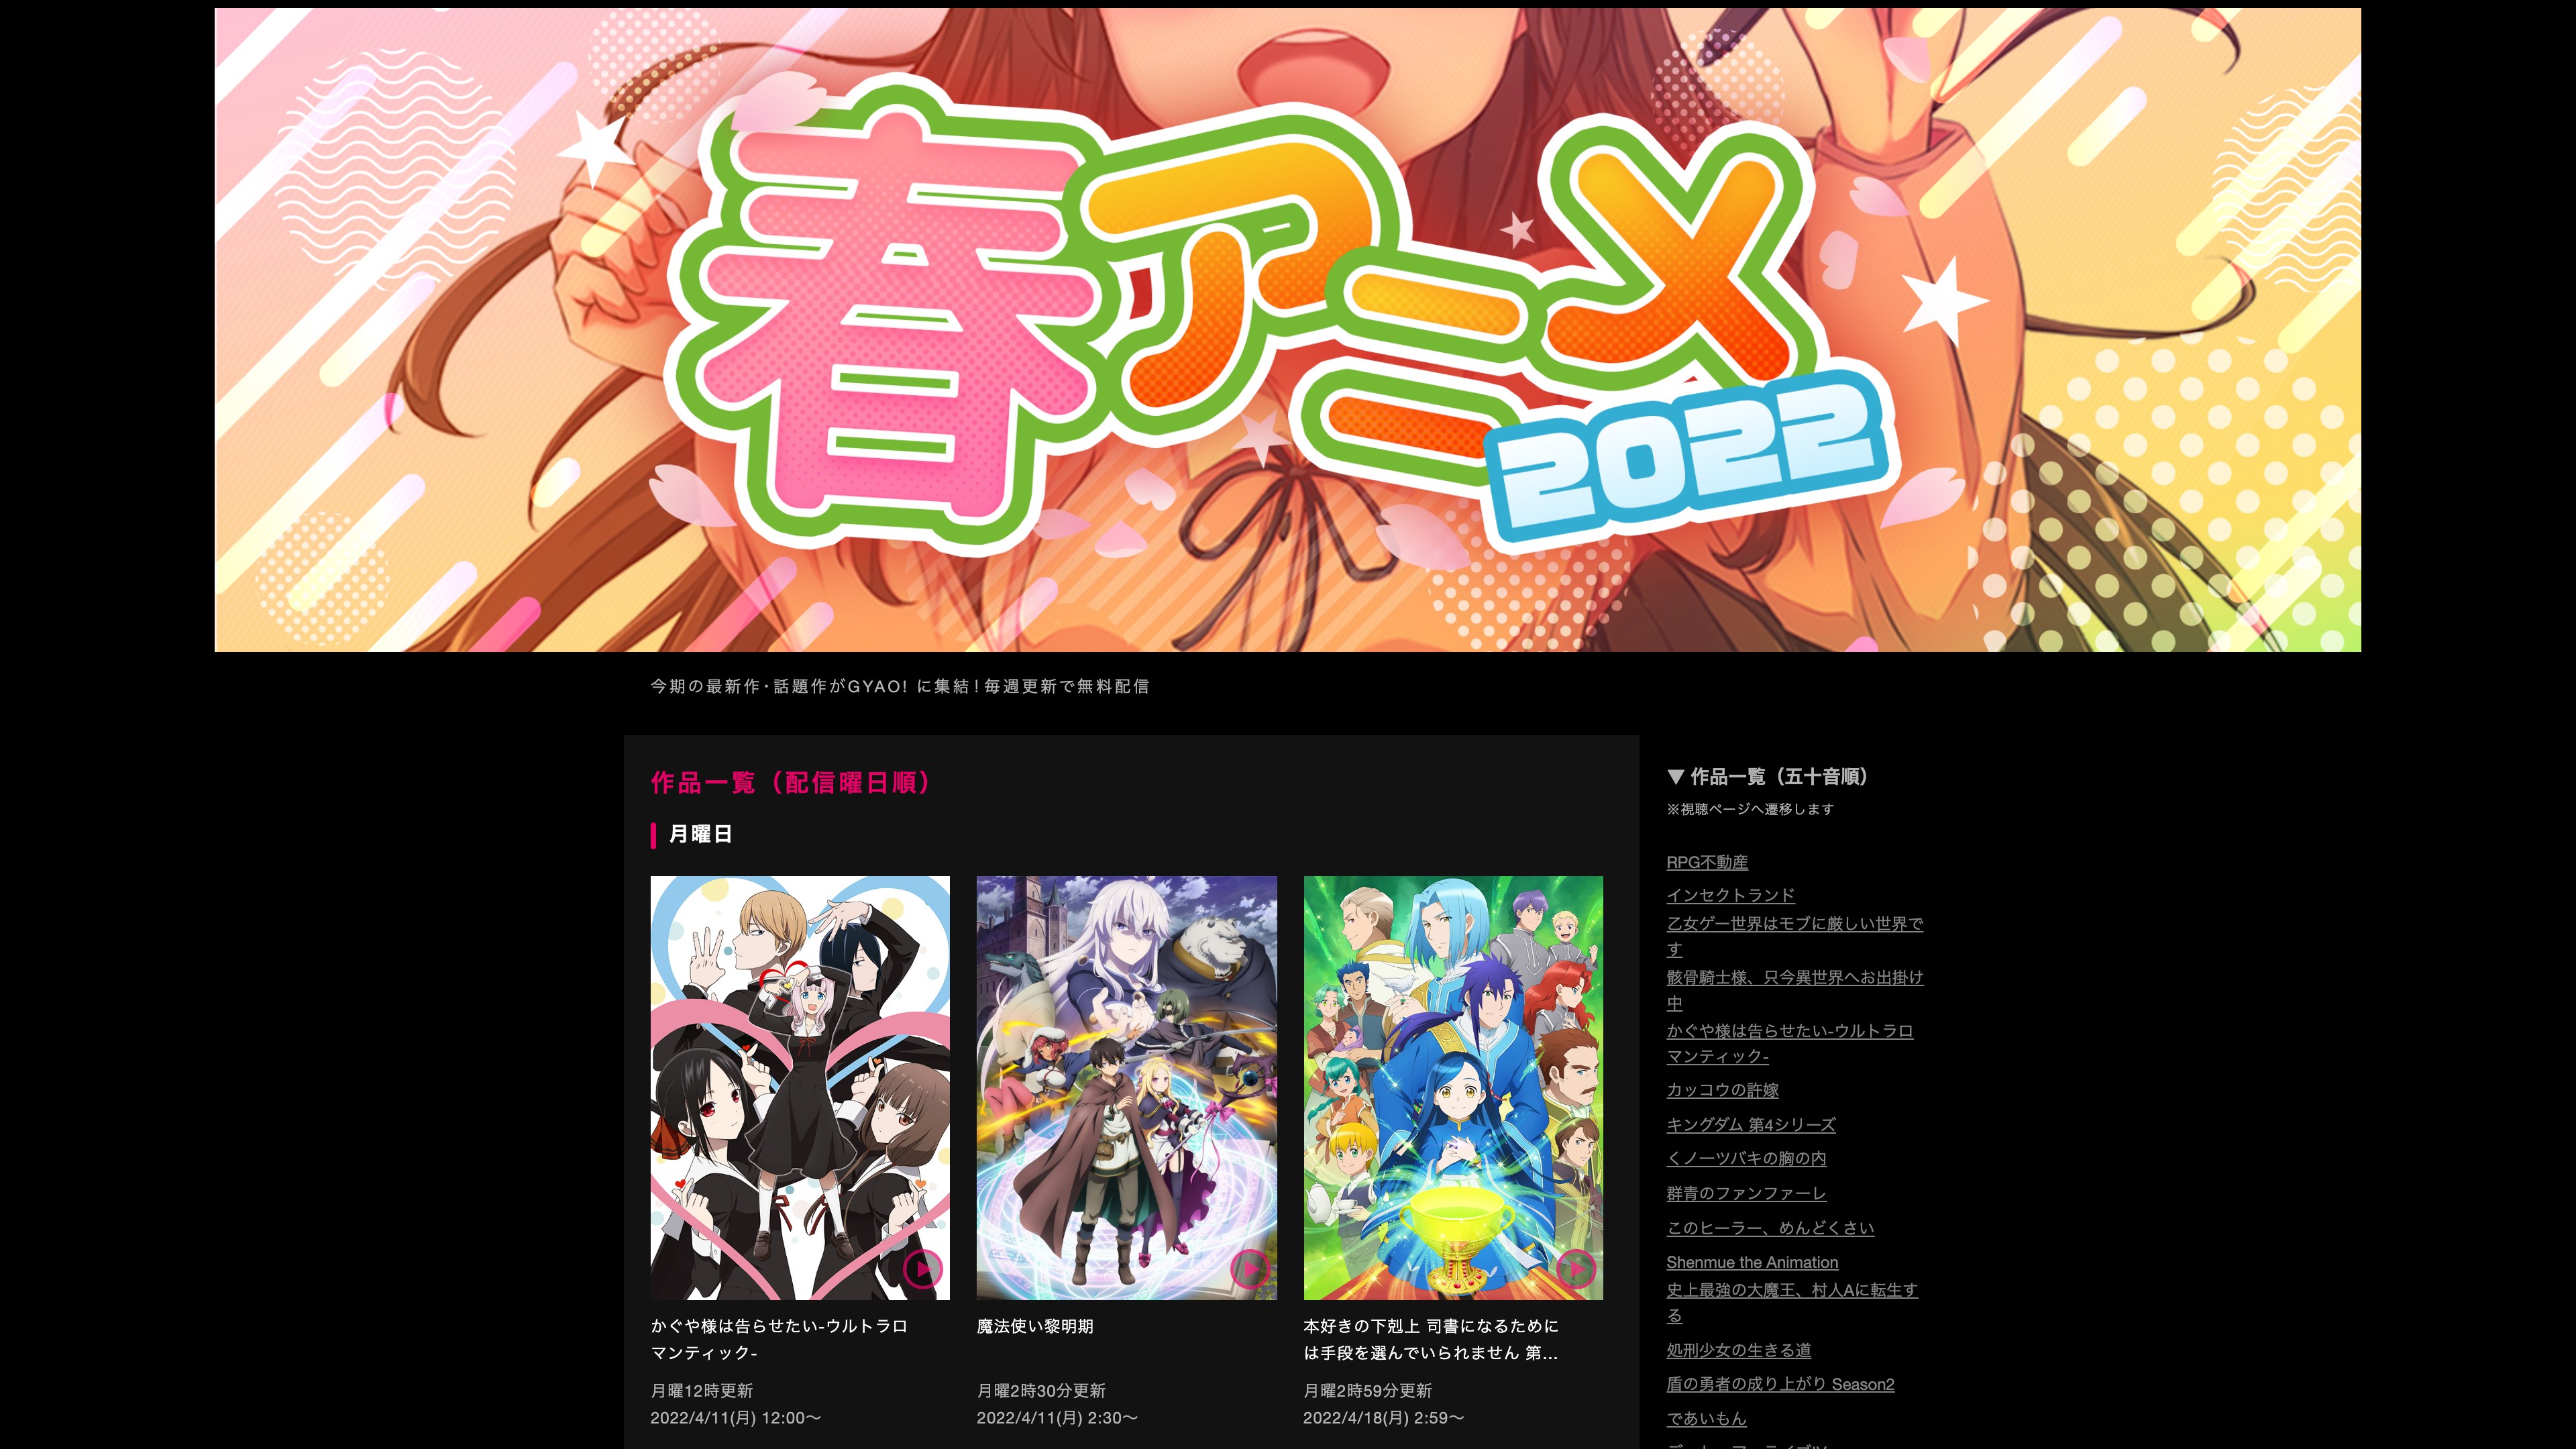 春アニメ
2022
今期の最新作・話題作がGYAO! に集結!毎週更新で無料配信
作品一覧（配信曜日順）
月曜日
かぐや様は告らせたい-ウルトラロ
マンティック-
月曜12時更新
2022/4/11(月) 12:00〜
魔法使い黎明期
月曜2時30分更新
2022/4/11(月) 2:30〜
本好きの下剋上 司書になるために
は手段を選んでいられません 第...
月曜2時59分更新
2022/4/18(月) 2:59〜
▼ 作品一覧（五十音順）
※視聴ページへ遷移します
RPG不動産
インセクトランド
乙女ゲー世界はモブに厳しい世界で
す
骸骨騎士様、只今異世界へお出掛け
中
かぐや様は告らせたい-ウルトラロ
マンティック-
カッコウの許嫁
キングダム 第4シリーズ
くノ一ツバキの胸の内
群青のファンファーレ
このヒーラー、めんどくさい
Shenmue the Animation
史上最強の大魔王、村人Aに転生す
る
処刑少女の生きる道
盾の勇者の成り上がり Season2
であいもん